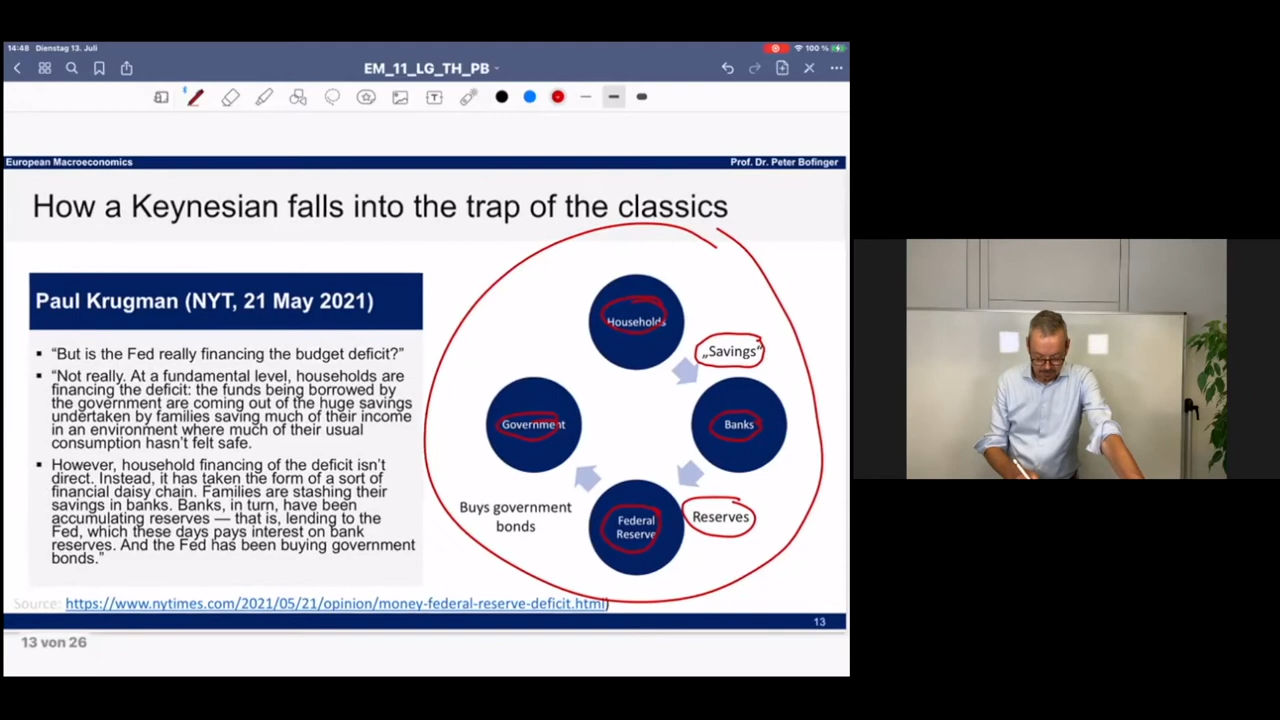 14:48 Dienstag 13. Juli
100 %
EM_11_LG_TH_PB
European Macroeconomics
Prof. Dr. Peter Bofinger
How a Keynesian falls into the trap of the classics
Paul Krugman (NYT, 21 May 2021)
▪ “But is the Fed really financing the budget deficit?”
▪ “Not really. At a fundamental level, households are
financing the deficit: the funds being borrowed by
the government are coming out of the huge savings
undertaken by families saving much of their income
in an environment where much of their usual
consumption hasn’t felt safe.
▪ However, household financing of the deficit isn’t
direct. Instead, it has taken the form of a sort of
financial daisy chain. Families are stashing their
savings in banks. Banks, in turn, have been
accumulating reserves — that is, lending to the
Fed, which these days pays interest on bank
reserves. And the Fed has been buying government
bonds.”
Households
„Savings“
Government
Banks
Buys government
bonds
Federal
Reserve
Reserves
Source: https://www.nytimes.com/2021/05/21/opinion/money-federal-reserve-deficit.html)
13
13 von 26